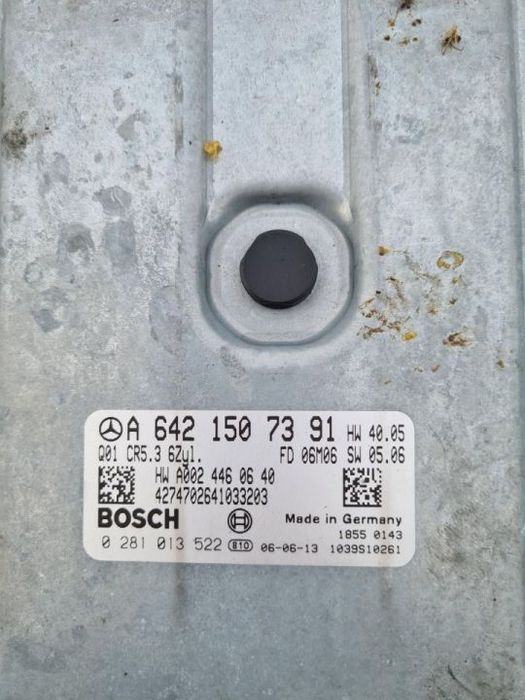 A 642 150 73 91 HW 40.05
Q01 CR5.3 6Zyl. FD 06M06 SW 05.06
HW A002 446 06 40
4274702641033203
BOSCH Made in Germany
1855 0143
0 281 013 522 810 06-06-13 1039S10261